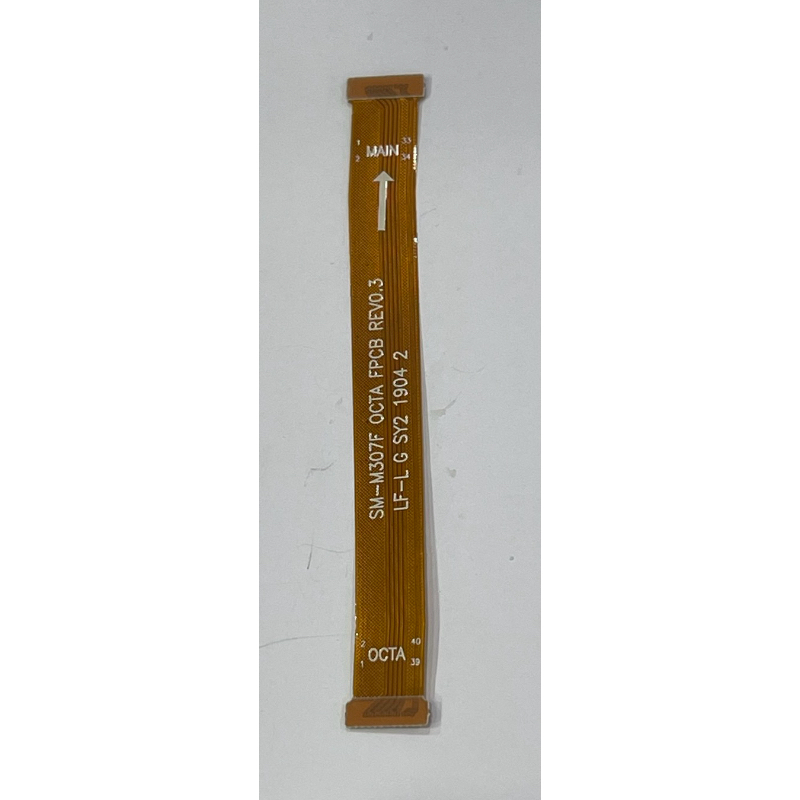 1 MAIN 33
2 34
SM-M307F OCTA FPCB REV0.3
LF-L G SY2 1904 2
2 OCTA 40
1 39